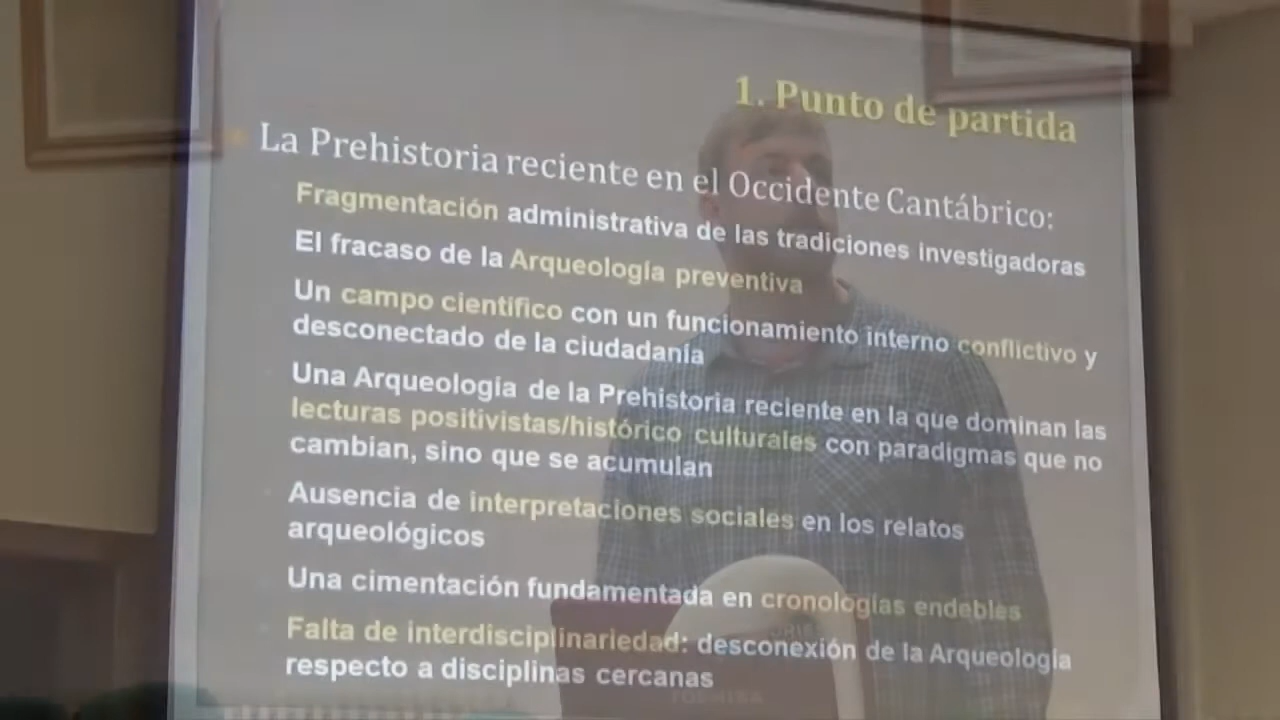 1. Punto de partida
La Prehistoria reciente en el Occidente Cantábrico:
Fragmentación administrativa de las tradiciones investigadoras
El fracaso de la Arqueología preventiva
Un campo científico con un funcionamiento interno conflictivo y
desconectado de la ciudadanía
Una Arqueología de la Prehistoria reciente en la que dominan las
lecturas positivistas/histórico culturales con paradigmas que no
cambian, sino que se acumulan
Ausencia de interpretaciones sociales en los relatos
arqueológicos
Una cimentación fundamentada en cronologías endebles
Falta de interdisciplinariedad: desconexión de la Arqueología
respecto a disciplinas cercanas
TOSHIBA